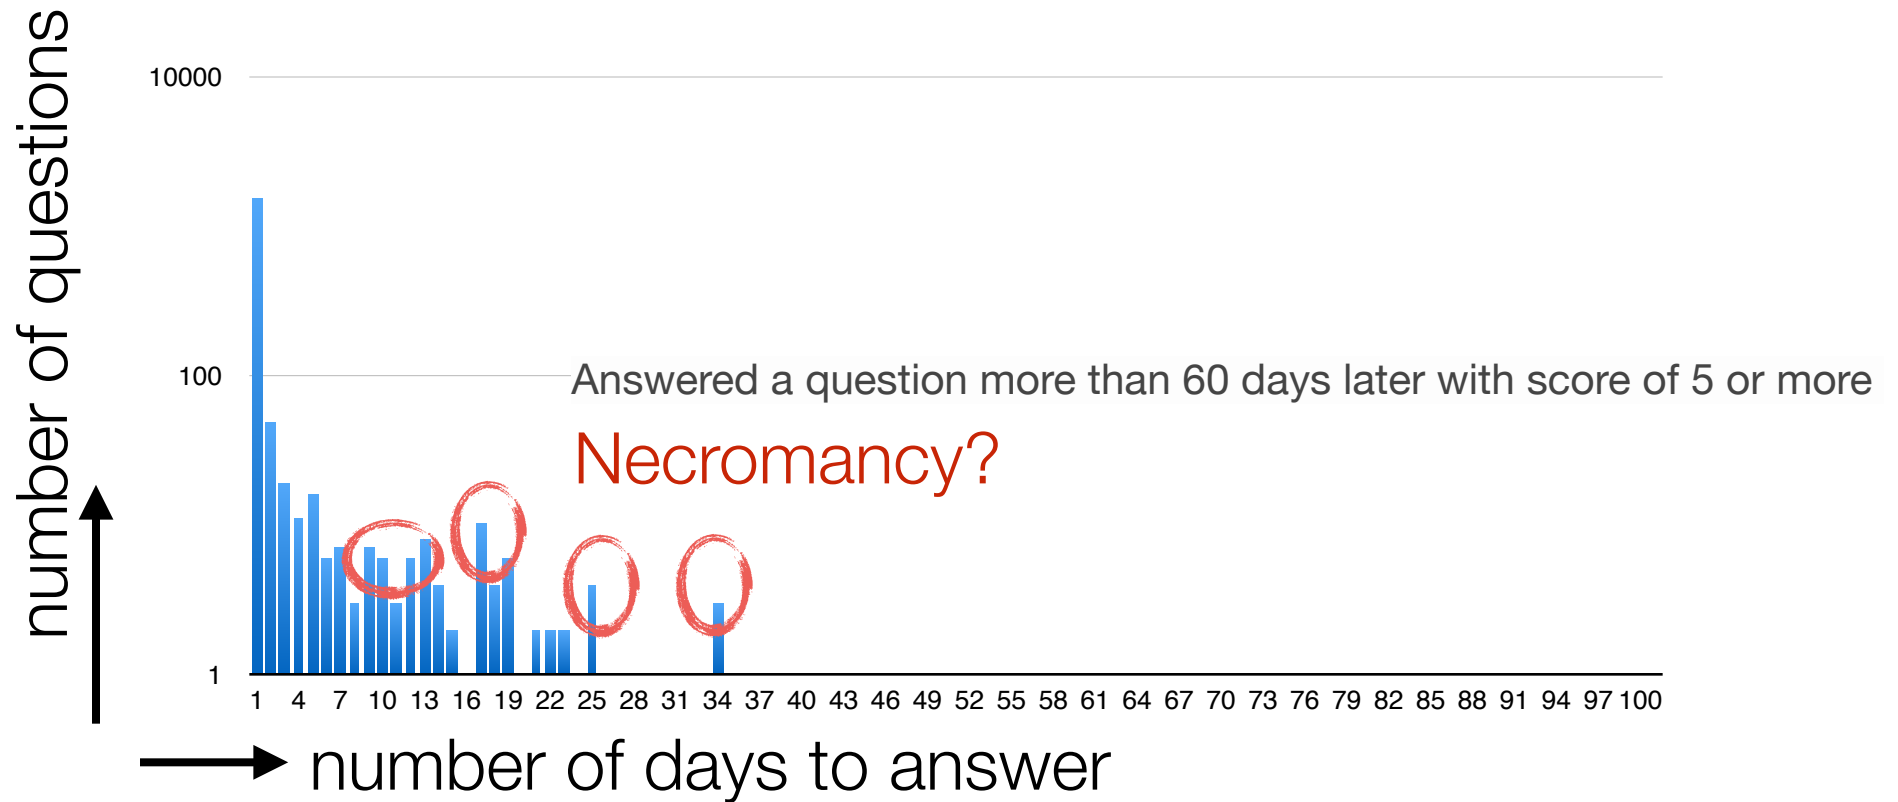 number of questions
10000
100
1
Answered a question more than 60 days later with score of 5 or more
Necromancy?
1 4 7 10 13 16 19 22 25 28 31 34 37 40 43 46 49 52 55 58 61 64 67 70 73 76 79 82 85 88 91 94 97 100
number of days to answer